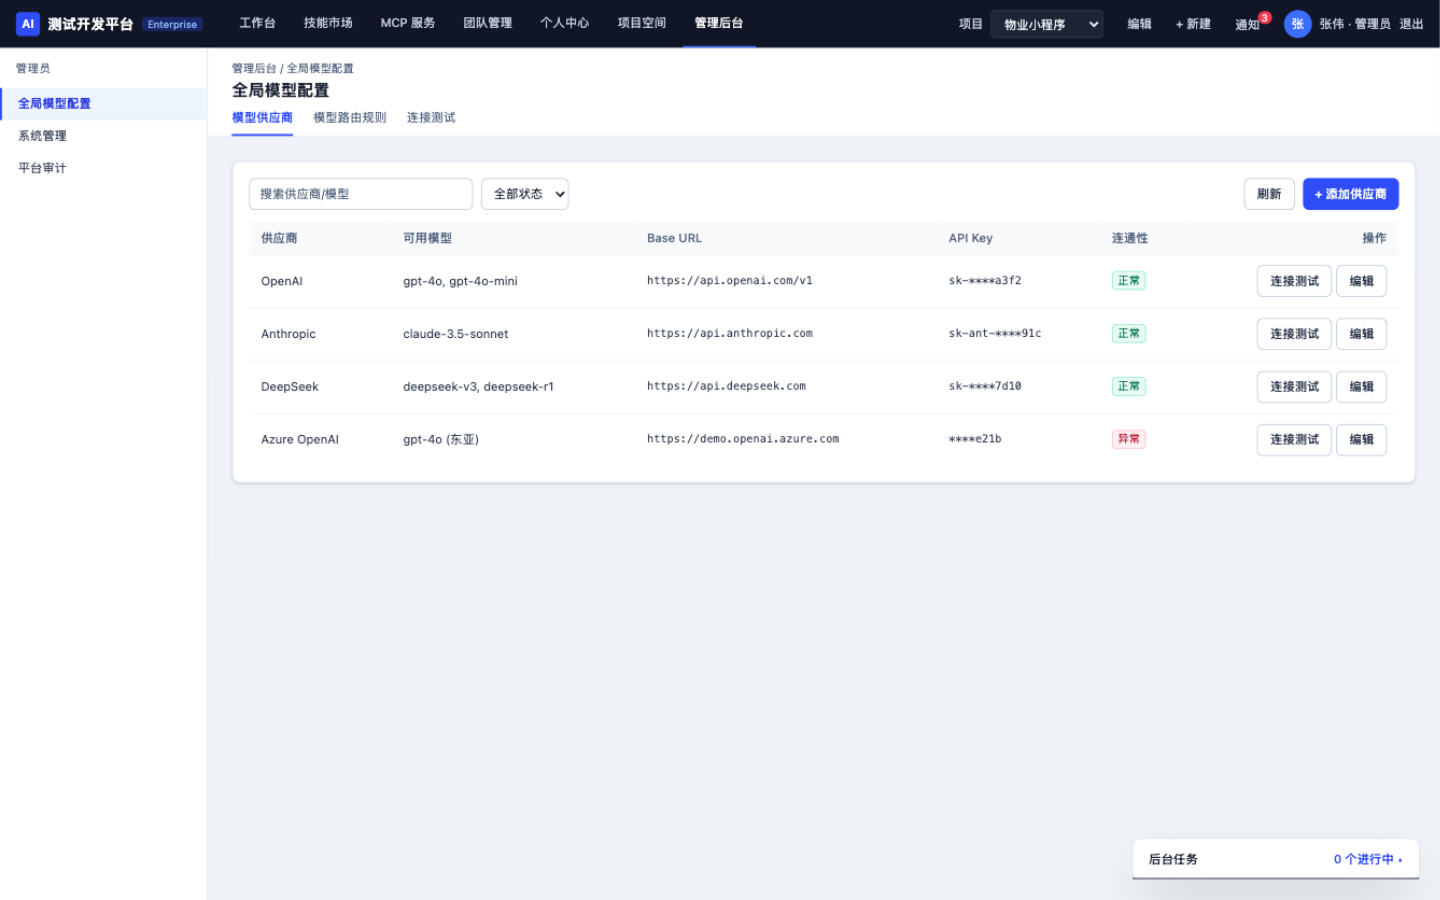 AI 测试开发平台 Enterprise 工作台 技能市场 MCP 服务 团队管理 个人中心 项目空间 管理后台 项目 物业小程序 编辑 + 新建 通知 3 张 张伟 · 管理员 退出
管理员
全局模型配置
系统管理
平台审计
管理后台 / 全局模型配置
全局模型配置
模型供应商 模型路由规则 连接测试
搜索供应商/模型 全部状态 刷新 + 添加供应商
供应商 可用模型 Base URL API Key 连通性 操作
OpenAI gpt-4o, gpt-4o-mini https://api.openai.com/v1 sk-****a3f2 正常 连接测试 编辑
Anthropic claude-3.5-sonnet https://api.anthropic.com sk-ant-****91c 正常 连接测试 编辑
DeepSeek deepseek-v3, deepseek-r1 https://api.deepseek.com sk-****7d10 正常 连接测试 编辑
Azure OpenAI gpt-4o (东亚) https://demo.openai.azure.com ****e21b 异常 连接测试 编辑
后台任务 0 个进行中